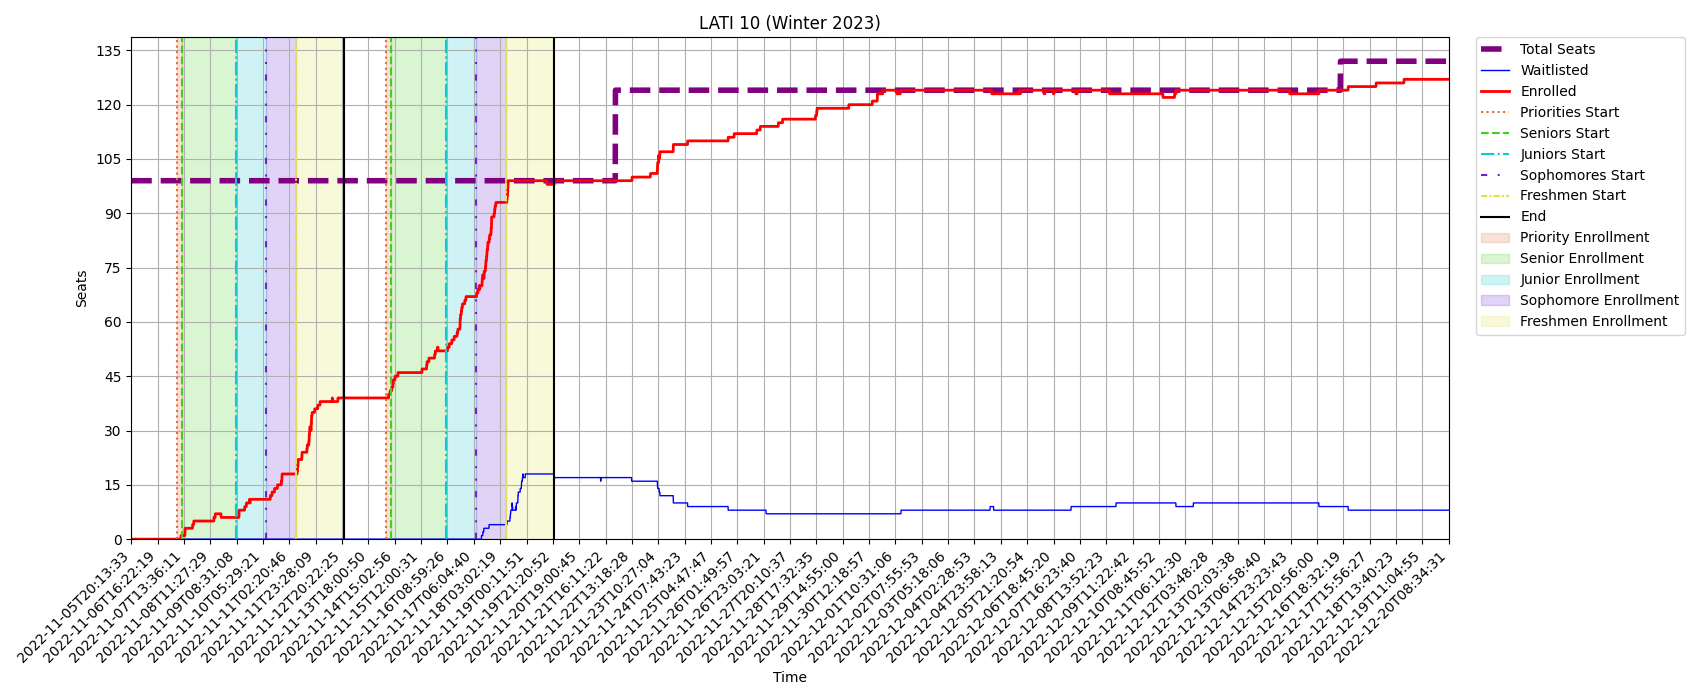 LATI 10 (Winter 2023)
135
120
105
90
75
60
45
30
15
0
Seats
2022-11-05T20:13:33
2022-11-06T16:22:19
2022-11-07T13:36:11
2022-11-08T11:27:29
2022-11-09T08:31:08
2022-11-10T05:29:21
2022-11-11T02:20:46
2022-11-11T23:28:09
2022-11-12T20:22:25
2022-11-13T18:00:50
2022-11-14T15:02:56
2022-11-15T12:00:31
2022-11-16T08:59:26
2022-11-17T06:04:40
2022-11-18T03:02:19
2022-11-19T00:11:51
2022-11-19T21:20:52
2022-11-20T19:00:45
2022-11-21T16:11:22
2022-11-22T13:18:28
2022-11-23T10:27:04
2022-11-24T07:43:23
2022-11-25T04:47:47
2022-11-26T01:49:57
2022-11-26T23:03:21
2022-11-27T20:10:37
2022-11-28T17:32:35
2022-11-29T14:55:00
2022-11-30T12:18:57
2022-12-01T10:31:06
2022-12-02T07:55:53
2022-12-03T05:18:06
2022-12-04T02:28:53
2022-12-04T23:58:13
2022-12-05T21:20:54
2022-12-06T18:45:20
2022-12-07T16:23:40
2022-12-08T13:52:23
2022-12-09T11:22:42
2022-12-10T08:45:52
2022-12-11T06:12:30
2022-12-12T03:48:28
2022-12-13T02:03:38
2022-12-13T23:58:40
2022-12-14T23:23:43
2022-12-15T20:56:00
2022-12-16T18:32:19
2022-12-17T15:56:27
2022-12-18T13:40:23
2022-12-19T11:04:55
2022-12-20T08:34:31
Time
Total Seats
Waitlisted
Enrolled
Priorities Start
Seniors Start
Juniors Start
Sophomores Start
Freshmen Start
End
Priority Enrollment
Senior Enrollment
Junior Enrollment
Sophomore Enrollment
Freshmen Enrollment